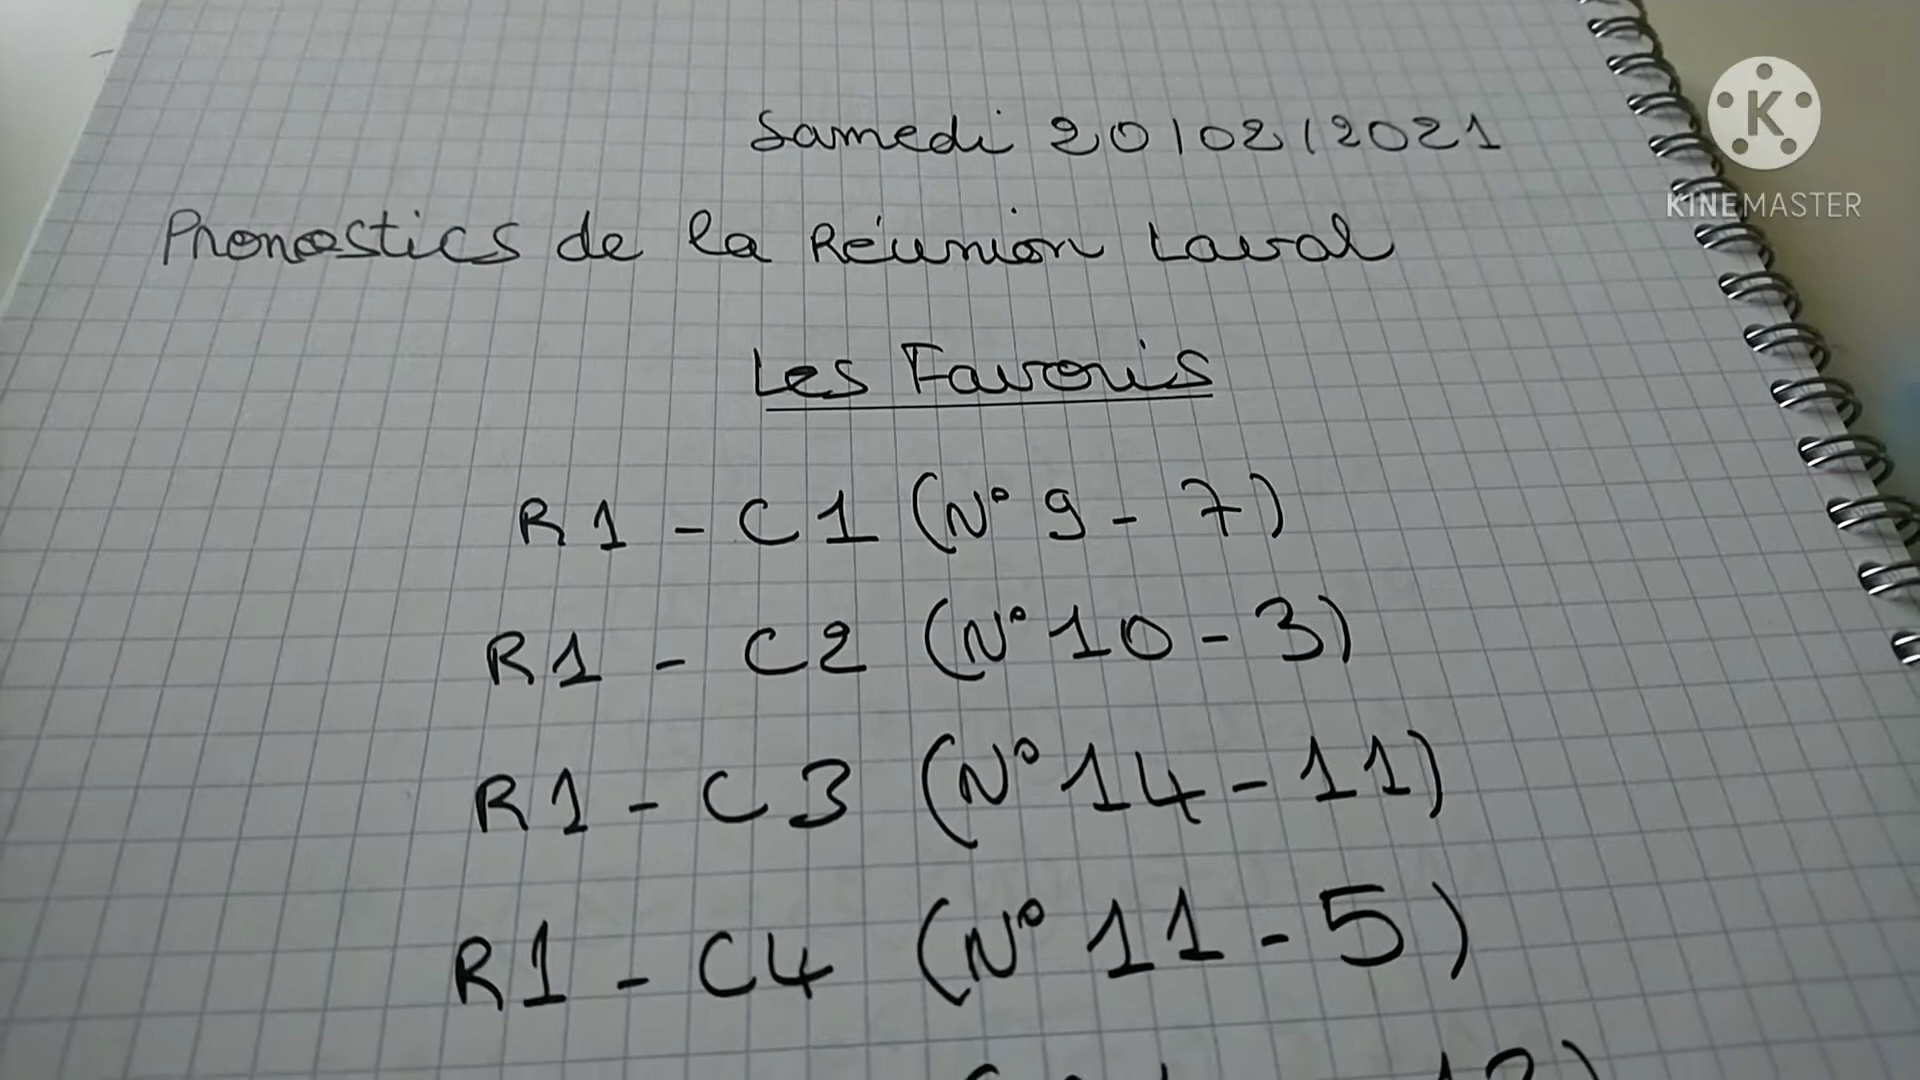 Samedi 20/02/2021
Pronostics de la Réunion Laval
Les Favoris
R1 - C1 (N° 9 - 7)
R1 - C2 (N° 10 - 3)
R1 - C3 (N° 14 - 11)
R1 - C4 (N° 11 - 5)
K
KINEMASTER